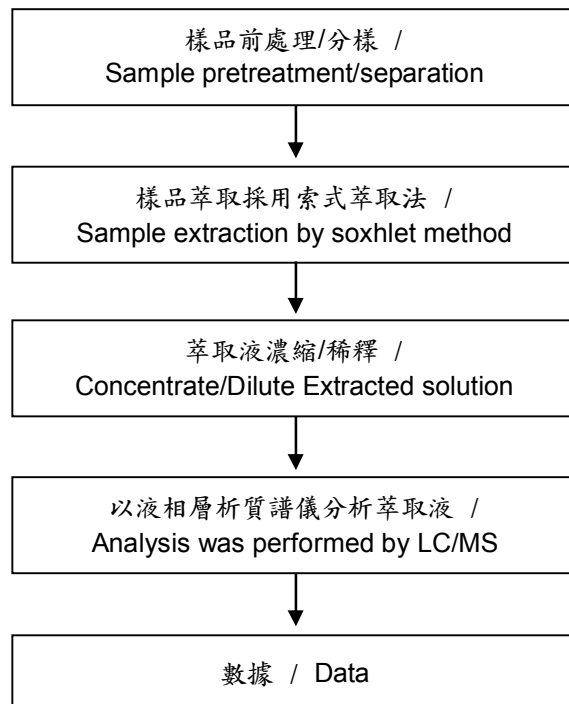 樣品前處理/分樣 /
Sample pretreatment/separation
樣品萃取採用索式萃取法 /
Sample extraction by soxhlet method
萃取液濃縮/稀釋 /
Concentrate/Dilute Extracted solution
以液相層析質譜儀分析萃取液 /
Analysis was performed by LC/MS
數據 / Data